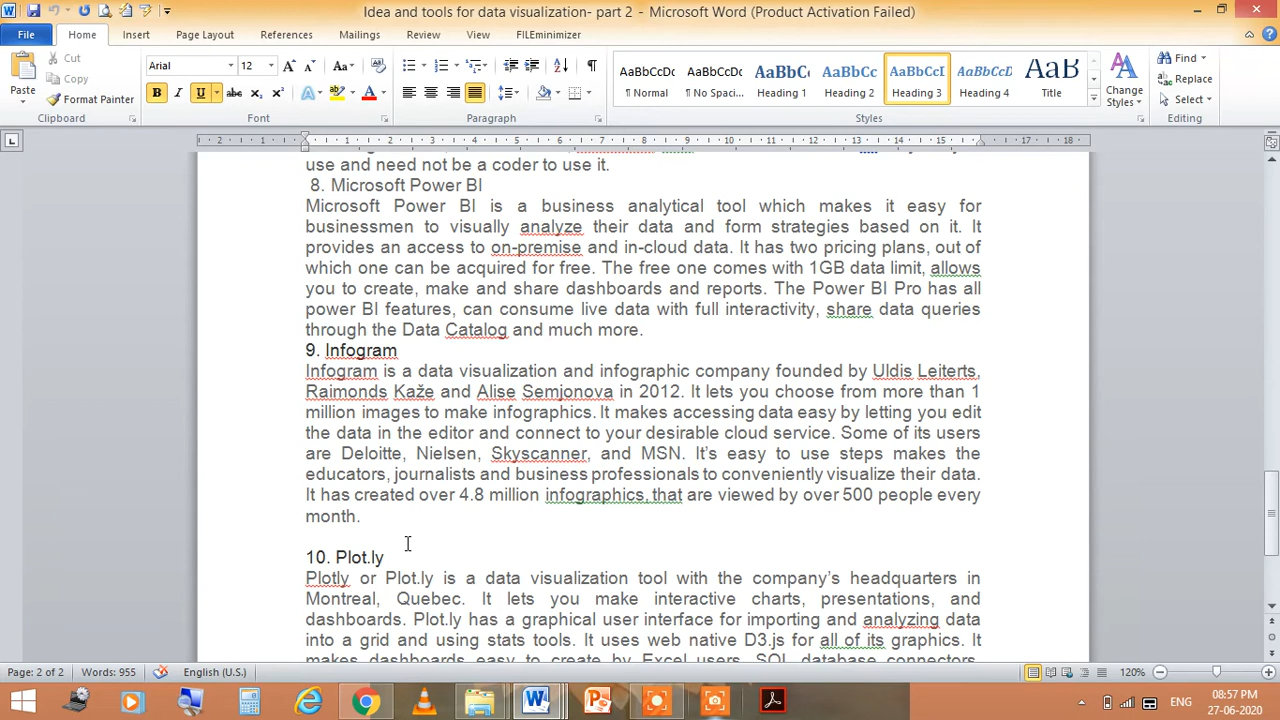 Idea and tools for data visualization- part 2 - Microsoft Word (Product Activation Failed)
File Home Insert Page Layout References Mailings Review View FILEminimizer
Paste Cut Copy Format Painter Clipboard
Arial 12 Font
Paragraph
AaBbCcDc AaBbCcDc AaBbC AaBbCc AaBbCcI AaBbCcDc AaB
¶ Normal ¶ No Spaci... Heading 1 Heading 2 Heading 3 Heading 4 Title
Change Styles Styles
Find Replace Select Editing
use and need not be a coder to use it.
8. Microsoft Power BI
Microsoft Power BI is a business analytical tool which makes it easy for
businessmen to visually analyze their data and form strategies based on it. It
provides an access to on-premise and in-cloud data. It has two pricing plans, out of
which one can be acquired for free. The free one comes with 1GB data limit, allows
you to create, make and share dashboards and reports. The Power BI Pro has all
power BI features, can consume live data with full interactivity, share data queries
through the Data Catalog and much more.
9. Infogram
Infogram is a data visualization and infographic company founded by Uldis Leiterts,
Raimonds Kaže and Alise Semjonova in 2012. It lets you choose from more than 1
million images to make infographics. It makes accessing data easy by letting you edit
the data in the editor and connect to your desirable cloud service. Some of its users
are Deloitte, Nielsen, Skyscanner, and MSN. It's easy to use steps makes the
educators, journalists and business professionals to conveniently visualize their data.
It has created over 4.8 million infographics, that are viewed by over 500 people every
month.
10. Plot.ly
Plotly or Plot.ly is a data visualization tool with the company's headquarters in
Montreal, Quebec. It lets you make interactive charts, presentations, and
dashboards. Plot.ly has a graphical user interface for importing and analyzing data
into a grid and using stats tools. It uses web native D3.js for all of its graphics. It
makes dashboards easy to create by Excel users, SQL database connectors,
Page: 2 of 2 Words: 955 English (U.S.) 120%
ENG 08:57
27-06-2020